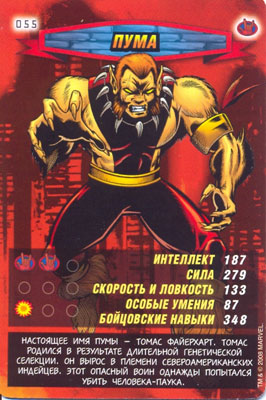 055
ПУМА
ИНТЕЛЛЕКТ 187
СИЛА 279
СКОРОСТЬ И ЛОВКОСТЬ 133
ОСОБЫЕ УМЕНИЯ 87
БОЙЦОВСКИЕ НАВЫКИ 348
НАСТОЯЩЕЕ ИМЯ ПУМЫ – ТОМАС ФАЙЕРХАРТ. ТОМАС
РОДИЛСЯ В РЕЗУЛЬТАТЕ ДЛИТЕЛЬНОЙ ГЕНЕТИЧЕСКОЙ
СЕЛЕКЦИИ. ОН ВЫРОС В ПЛЕМЕНИ СЕВЕРОАМЕРИКАНСКИХ
ИНДЕЙЦЕВ. ЭТОТ ОПАСНЫЙ ВОИН ОДНАЖДЫ ПОПЫТАЛСЯ
УБИТЬ ЧЕЛОВЕКА-ПАУКА.
TM & © 2008 MARVEL